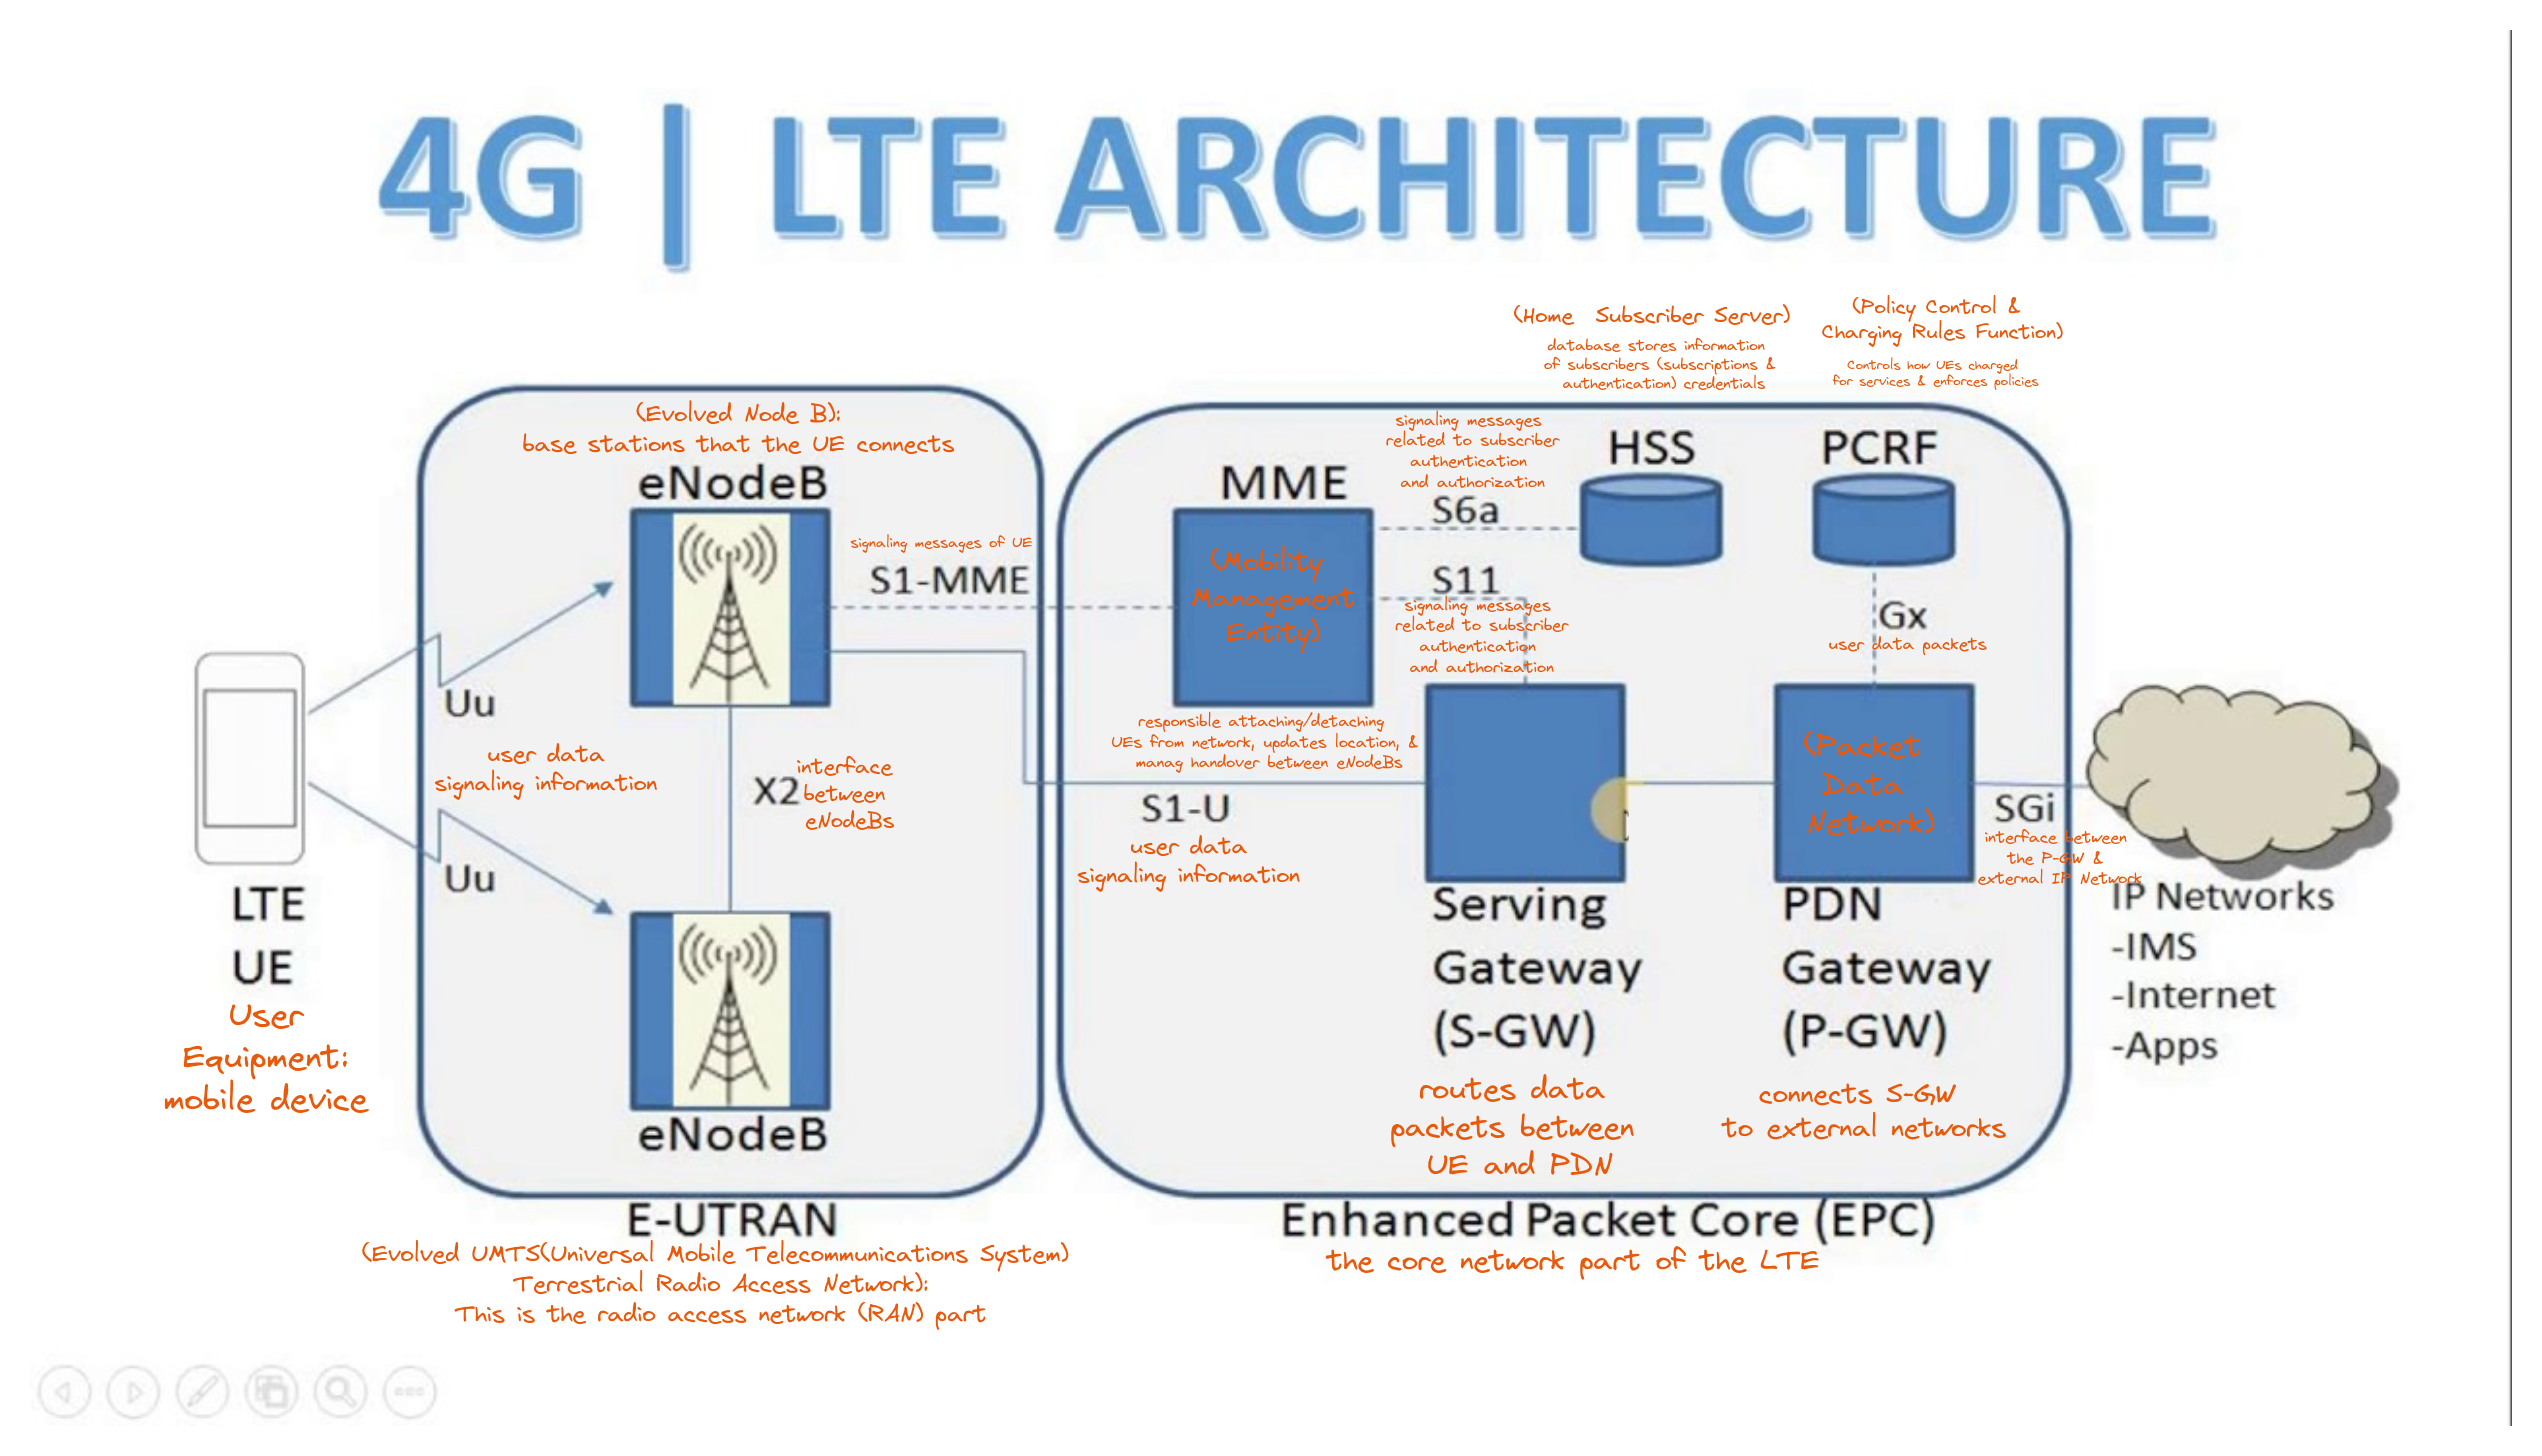 4G | LTE ARCHITECTURE
(Home Subscriber Server)
database stores information
of subscribers (subscriptions &
authentication) credentials
(Policy Control &
Charging Rules Function)
Controls how UEs charged
for services & enforces policies
(Evolved Node B):
base stations that the UE connects
eNodeB
signaling messages of UE
S1-MME
Uu
user data
signaling information
Uu
X2
interface
between
eNodeBs
eNodeB
LTE
UE
User
Equipment:
mobile device
E-UTRAN
(Evolved UMTS(Universal Mobile Telecommunications System)
Terrestrial Radio Access Network):
This is the radio access network (RAN) part
MME
(Mobility
Management
Entity)
responsible attaching/detaching
UEs from network, updates location, &
manag handover between eNodeBs
signaling messages
related to subscriber
authentication
and authorization
S6a
HSS
PCRF
S11
signaling messages
related to subscriber
authentication
and authorization
Gx
user data packets
S1-U
user data
signaling information
Serving
Gateway
(S-GW)
routes data
packets between
UE and PDN
(Packet
Data
Network)
PDN
Gateway
(P-GW)
connects S-GW
to external networks
SGi
interface between
the P-GW &
external IP Network
IP Networks
-IMS
-Internet
-Apps
Enhanced Packet Core (EPC)
the core network part of the LTE